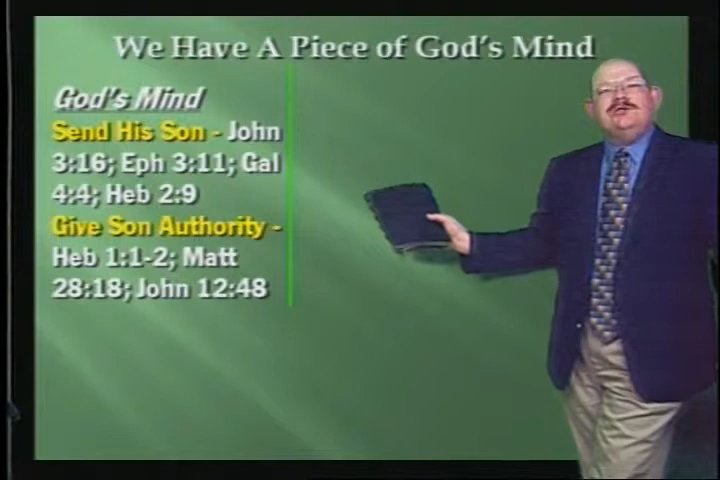 We Have A Piece of God's Mind
God's Mind
Send His Son - John
3:16; Eph 3:11; Gal
4:4; Heb 2:9
Give Son Authority -
Heb 1:1-2; Matt
28:18; John 12:48